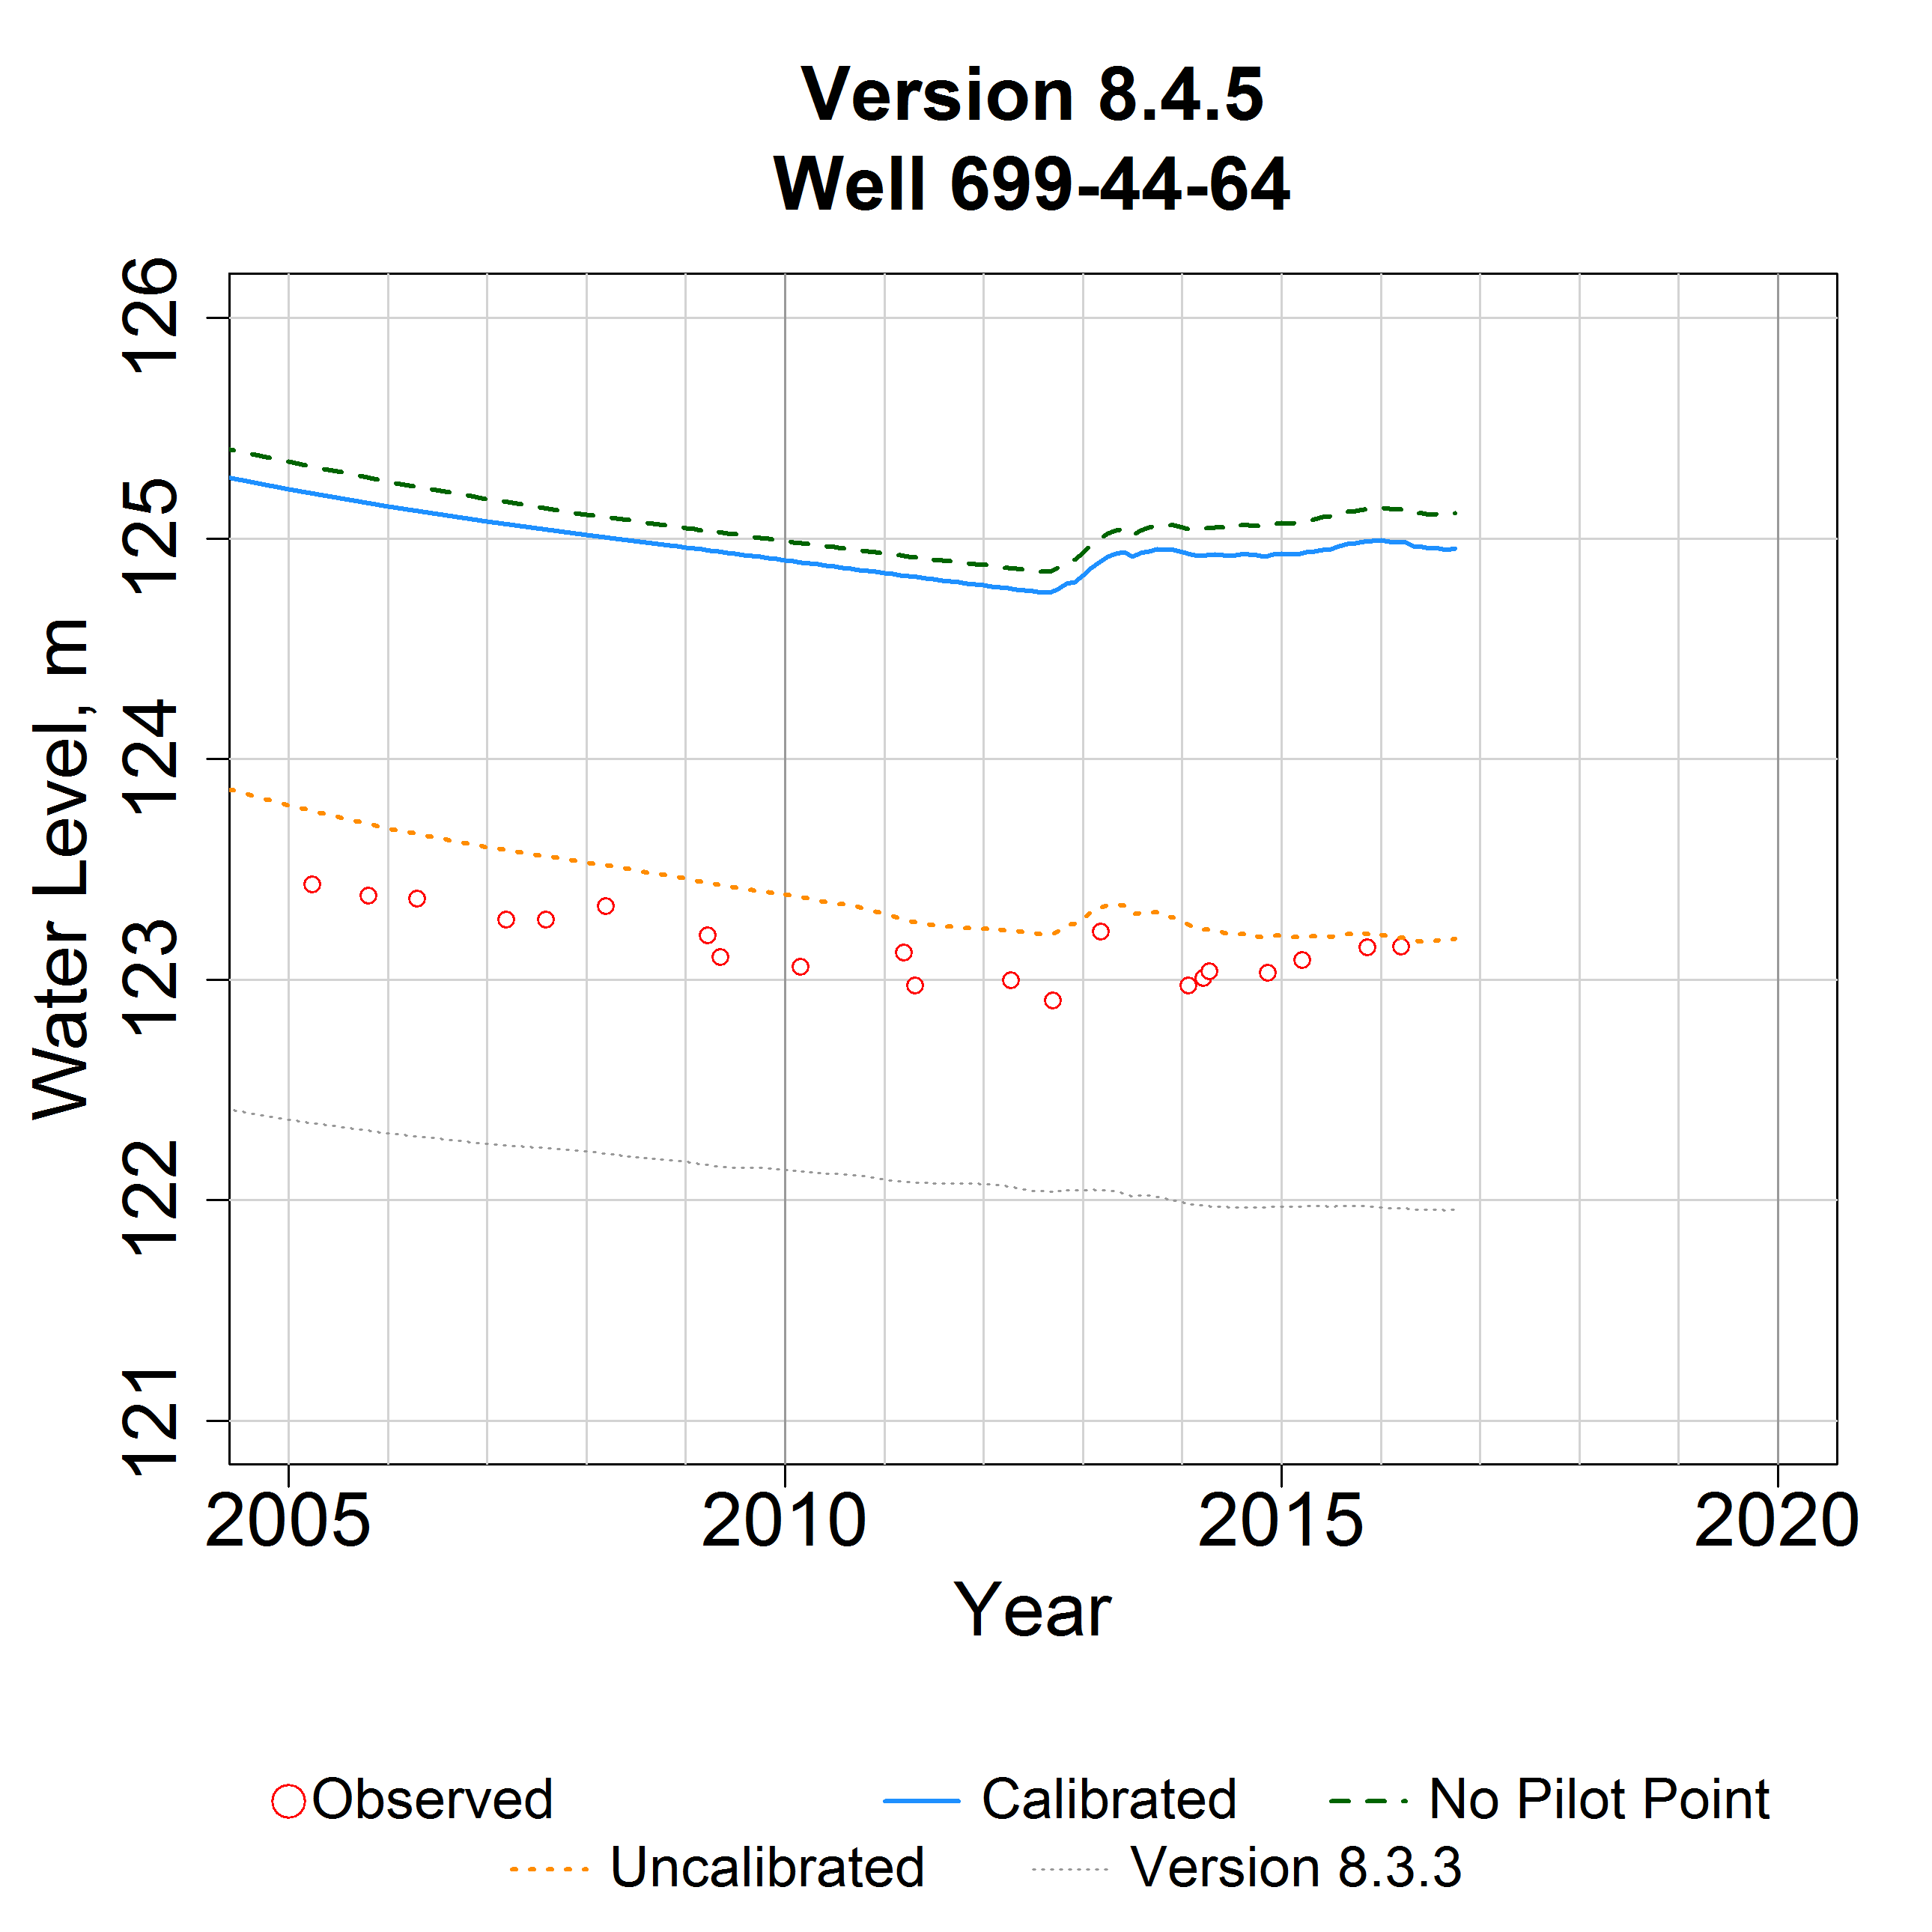 Version 8.4.5
Well 699-44-64
126
125
124
123
122
121
Water Level, m
2005 2010 2015 2020
Year
Observed Calibrated No Pilot Point
Uncalibrated Version 8.3.3